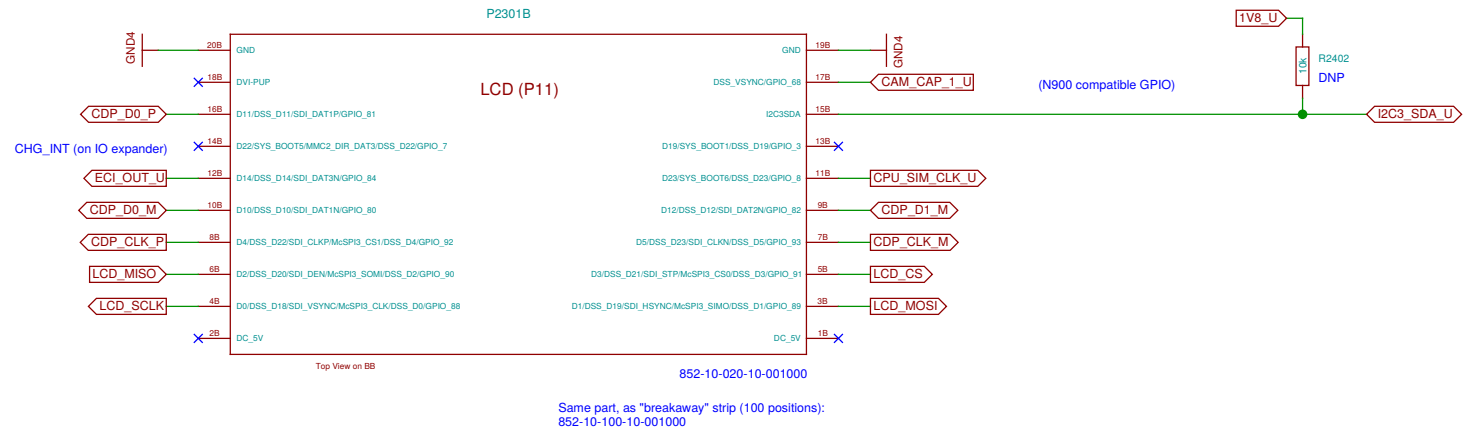 P2301B
1V8_U
GND4 20B GND GND 19B GND4
R2402
10k
DNP
18B DVI-PUP DSS_VSYNC/GPIO_68 17B CAM_CAP_1_U
LCD (P11)
(N900 compatible GPIO)
CDP_D0_P 16B D11/DSS_D11/SDI_DAT1P/GPIO_81 I2C3SDA 15B I2C3_SDA_U
CHG_INT (on IO expander) 14B D22/SYS_BOOT5/MMC2_DIR_DAT3/DSS_D22/GPIO_7 D19/SYS_BOOT1/DSS_D19/GPIO_3 13B
ECI_OUT_U 12B D14/DSS_D14/SDI_DAT3N/GPIO_84 D23/SYS_BOOT6/DSS_D23/GPIO_8 11B CPU_SIM_CLK_U
CDP_D0_M 10B D10/DSS_D10/SDI_DAT1N/GPIO_80 D12/DSS_D12/SDI_DAT2N/GPIO_82 9B CDP_D1_M
CDP_CLK_P 8B D4/DSS_D22/SDI_CLKP/McSPI3_CS1/DSS_D4/GPIO_92 D5/DSS_D23/SDI_CLKN/DSS_D5/GPIO_93 7B CDP_CLK_M
LCD_MISO 6B D2/DSS_D20/SDI_DEN/McSPI3_SOMI/DSS_D2/GPIO_90 D3/DSS_D21/SDI_STP/McSPI3_CS0/DSS_D3/GPIO_91 5B LCD_CS
LCD_SCLK 4B D0/DSS_D18/SDI_VSYNC/McSPI3_CLK/DSS_D0/GPIO_88 D1/DSS_D19/SDI_HSYNC/McSPI3_SIMO/DSS_D1/GPIO_89 3B LCD_MOSI
2B DC_5V DC_5V 1B
Top View on BB
852-10-020-10-001000
Same part, as "breakaway" strip (100 positions):
852-10-100-10-001000